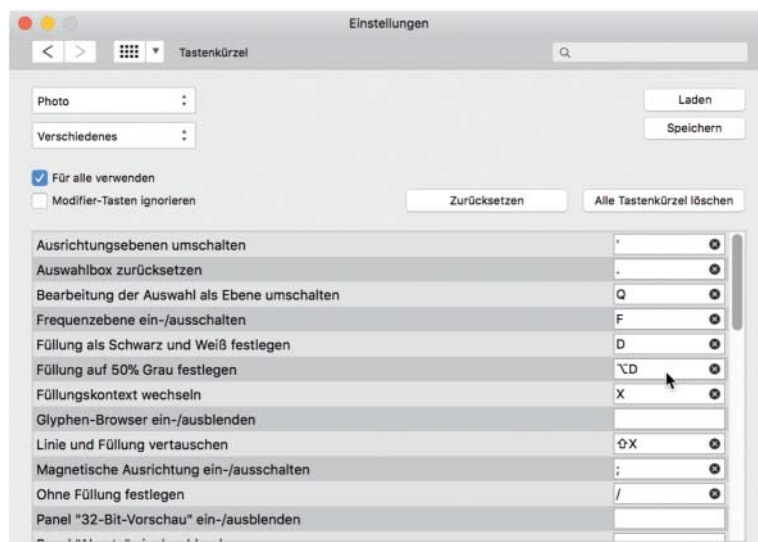 Einstellungen
Tastenkürzel
Photo
Laden
Verschiedenes
Speichern
Für alle verwenden
Modifier-Tasten ignorieren
Zurücksetzen
Alle Tastenkürzel löschen
Ausrichtungsebenen umschalten '
Auswahlbox zurücksetzen .
Bearbeitung der Auswahl als Ebene umschalten Q
Frequenzebene ein-/ausschalten F
Füllung als Schwarz und Weiß festlegen D
Füllung auf 50% Grau festlegen ⌥D
Füllungskontext wechseln X
Glyphen-Browser ein-/ausblenden
Linie und Füllung vertauschen ⇧X
Magnetische Ausrichtung ein-/ausschalten ;
Ohne Füllung festlegen /
Panel "32-Bit-Vorschau" ein-/ausblenden